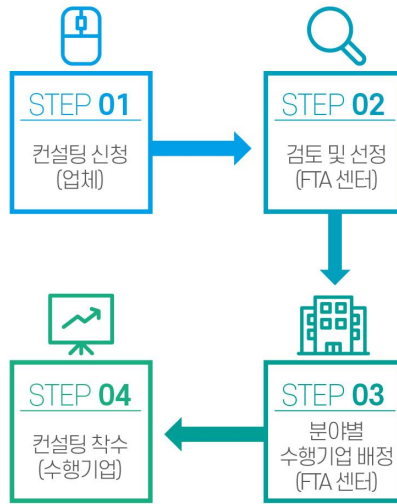 STEP 01
컨설팅 신청
(업체)
STEP 02
검토 및 선정
(FTA 센터)
STEP 03
분야별
수행기업 배정
(FTA 센터)
STEP 04
컨설팅 착수
(수행기업)